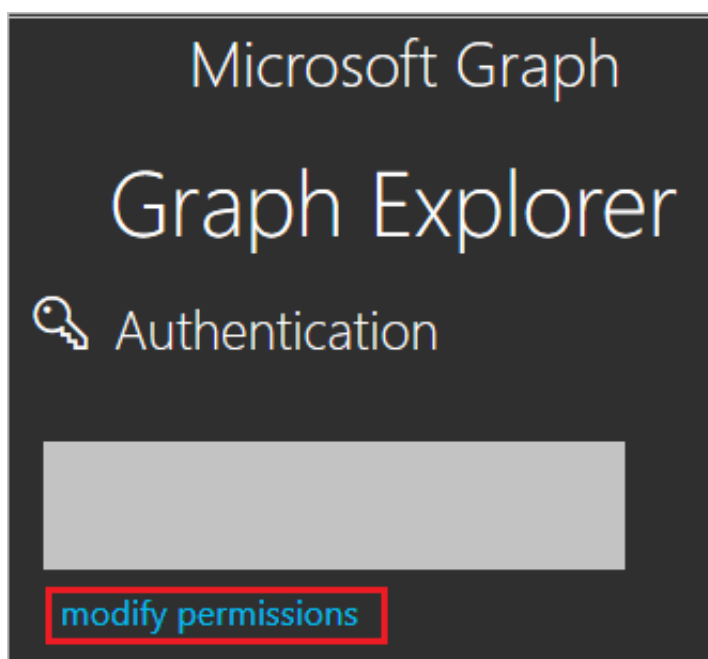 Microsoft Graph
Graph Explorer
Authentication
modify permissions